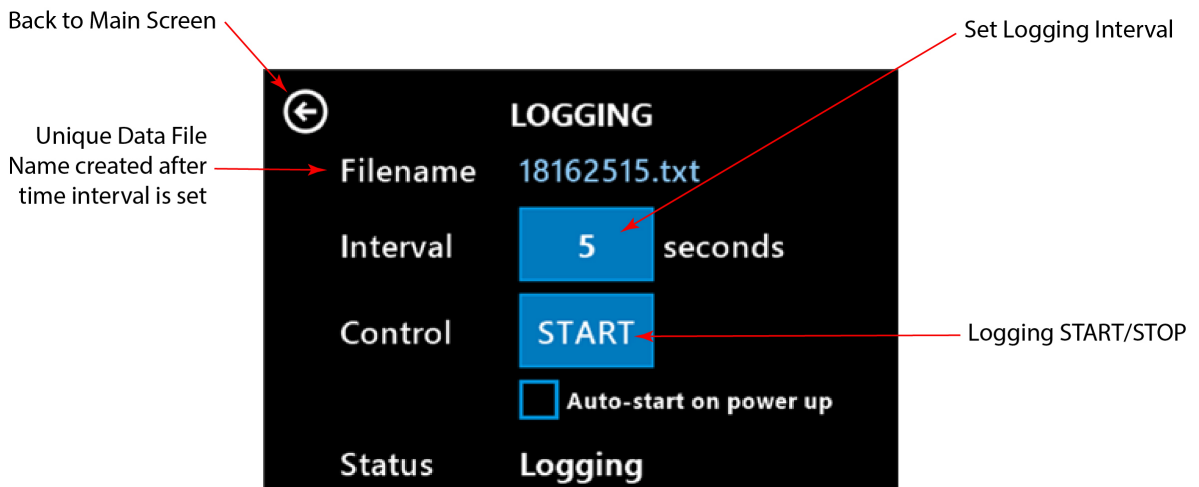 Back to Main Screen
Set Logging Interval
LOGGING
Unique Data File
Name created after
time interval is set
Filename 18162515.txt
Interval 5 seconds
Control START
Logging START/STOP
Auto-start on power up
Status Logging